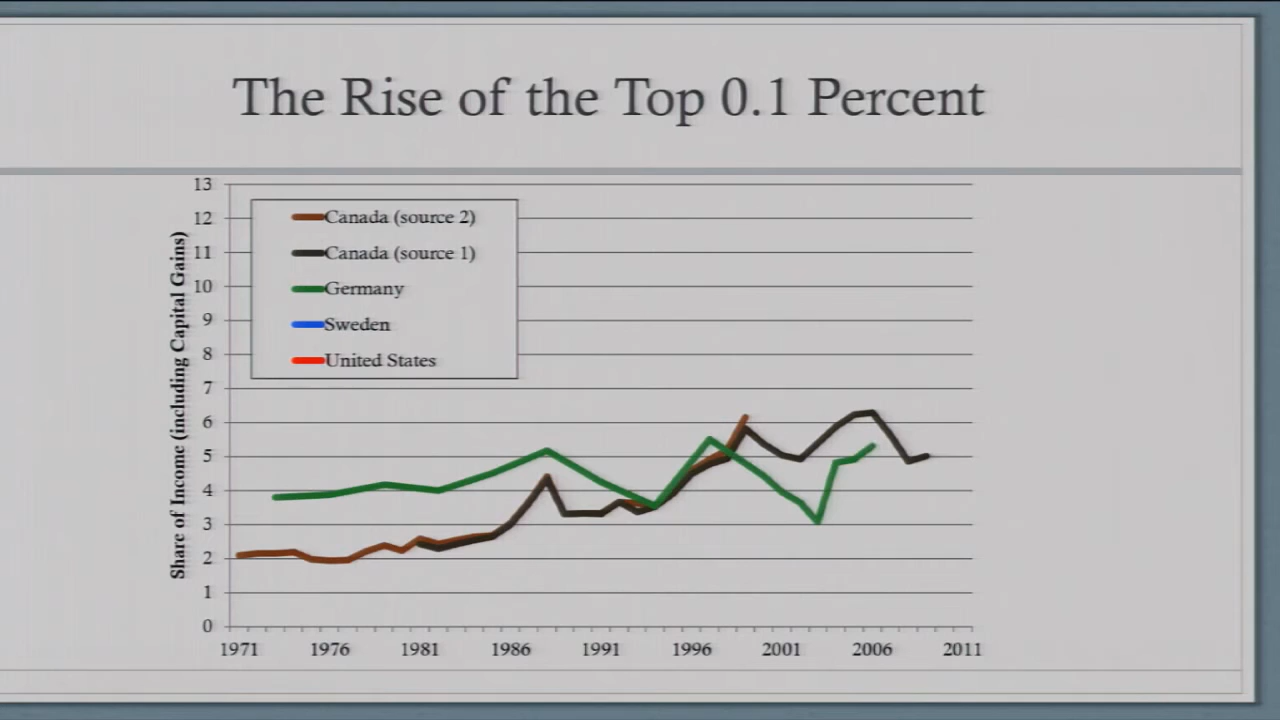 The Rise of the Top 0.1 Percent
Share of Income (including Capital Gains)
13
12
11
10
9
8
7
6
5
4
3
2
1
0
Canada (source 2)
Canada (source 1)
Germany
Sweden
United States
1971 1976 1981 1986 1991 1996 2001 2006 2011